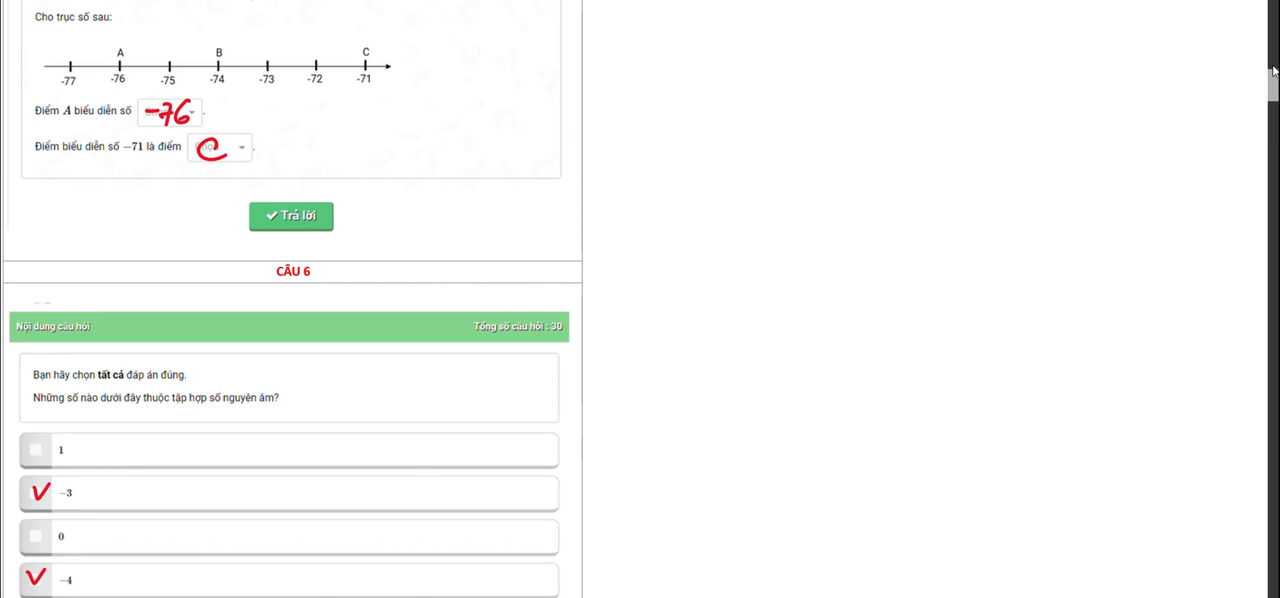 Cho trục số sau:
A B C
-77 -76 -75 -74 -73 -72 -71
Điểm A biểu diễn số -76.
Điểm biểu diễn số −71 là điểm C.
Trả lời
CÂU 6
Nội dung câu hỏi Tổng số câu hỏi : 30
Bạn hãy chọn tất cả đáp án đúng.
Những số nào dưới đây thuộc tập hợp số nguyên âm?
1
−3
0
−4